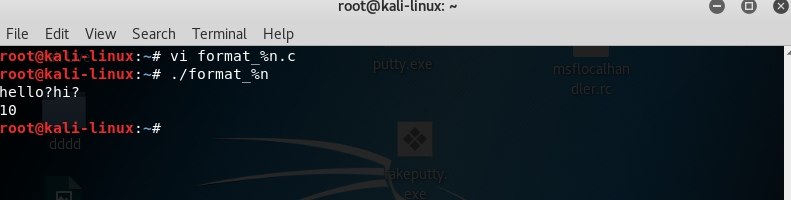 root@kali-linux: ~
File Edit View Search Terminal Help
root@kali-linux:~# vi format_%n.c
root@kali-linux:~# ./format_%n
hello?hi?
10
root@kali-linux:~#
putty.exe
msflocalhan
dler.rc
dddd
akeputty.
exe